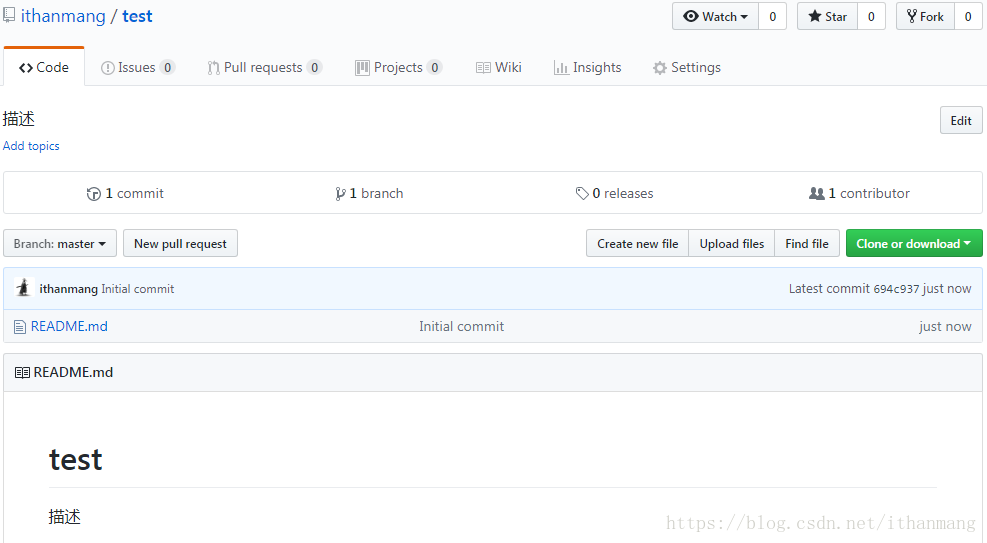 ithanmang / test
Watch 0 Star 0 Fork 0
Code Issues 0 Pull requests 0 Projects 0 Wiki Insights Settings
描述
Edit
Add topics
1 commit 1 branch 0 releases 1 contributor
Branch: master New pull request Create new file Upload files Find file Clone or download
ithanmang Initial commit Latest commit 694c937 just now
README.md Initial commit just now
README.md
test
描述
https://blog.csdn.net/ithanmang